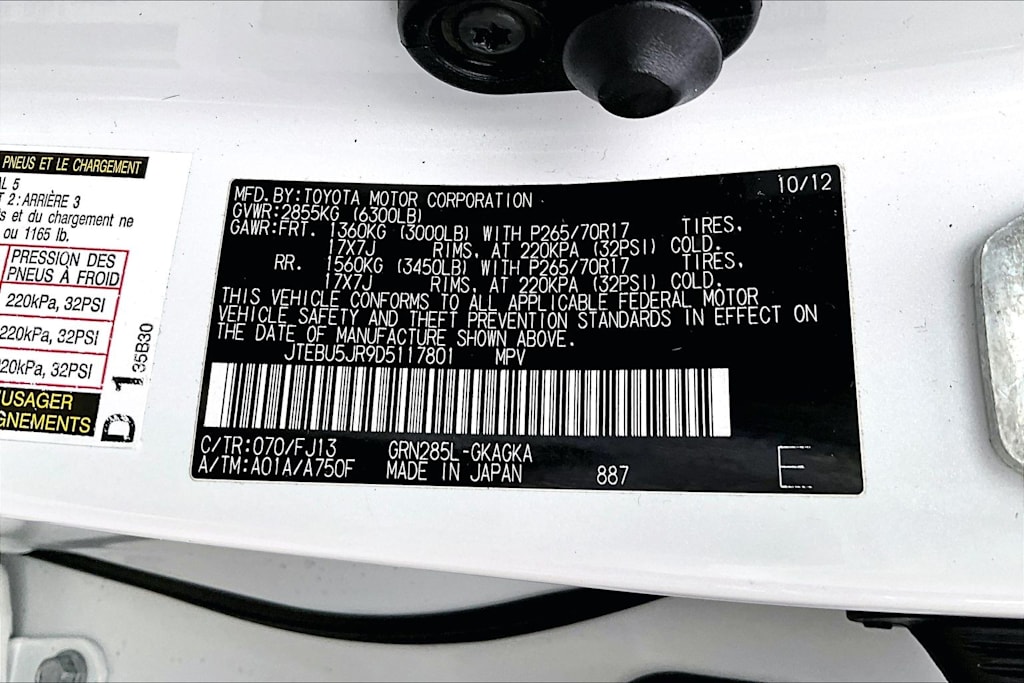 PNEUS ET LE CHARGEMENT
AL 5
2: ARRIÈRE 3
ts et du chargement ne
ou 1165 lb.
PRESSION DES
PNEUS À FROID
220kPa, 32PSI
220kPa, 32PSI
20kPa, 32PSI
USAGER
GNEMENTS
D 1 35B30
10/12
MFD. BY:TOYOTA MOTOR CORPORATION
GVWR:2855KG (6300LB)
GAWR:FRT. 1360KG (3000LB) WITH P265/70R17 TIRES,
17X7J RIMS, AT 220KPA (32PSI) COLD.
RR. 1560KG (3450LB) WITH P265/70R17 TIRES,
17X7J RIMS, AT 220KPA (32PSI) COLD.
THIS VEHICLE CONFORMS TO ALL APPLICABLE FEDERAL MOTOR
VEHICLE SAFETY AND THEFT PREVENTION STANDARDS IN EFFECT ON
THE DATE OF MANUFACTURE SHOWN ABOVE.
JTEBU5JR9D5117801 MPV
C/TR:070/FJ13 GRN285L-GKAGKA
A/TM:A01A/A750F MADE IN JAPAN 887